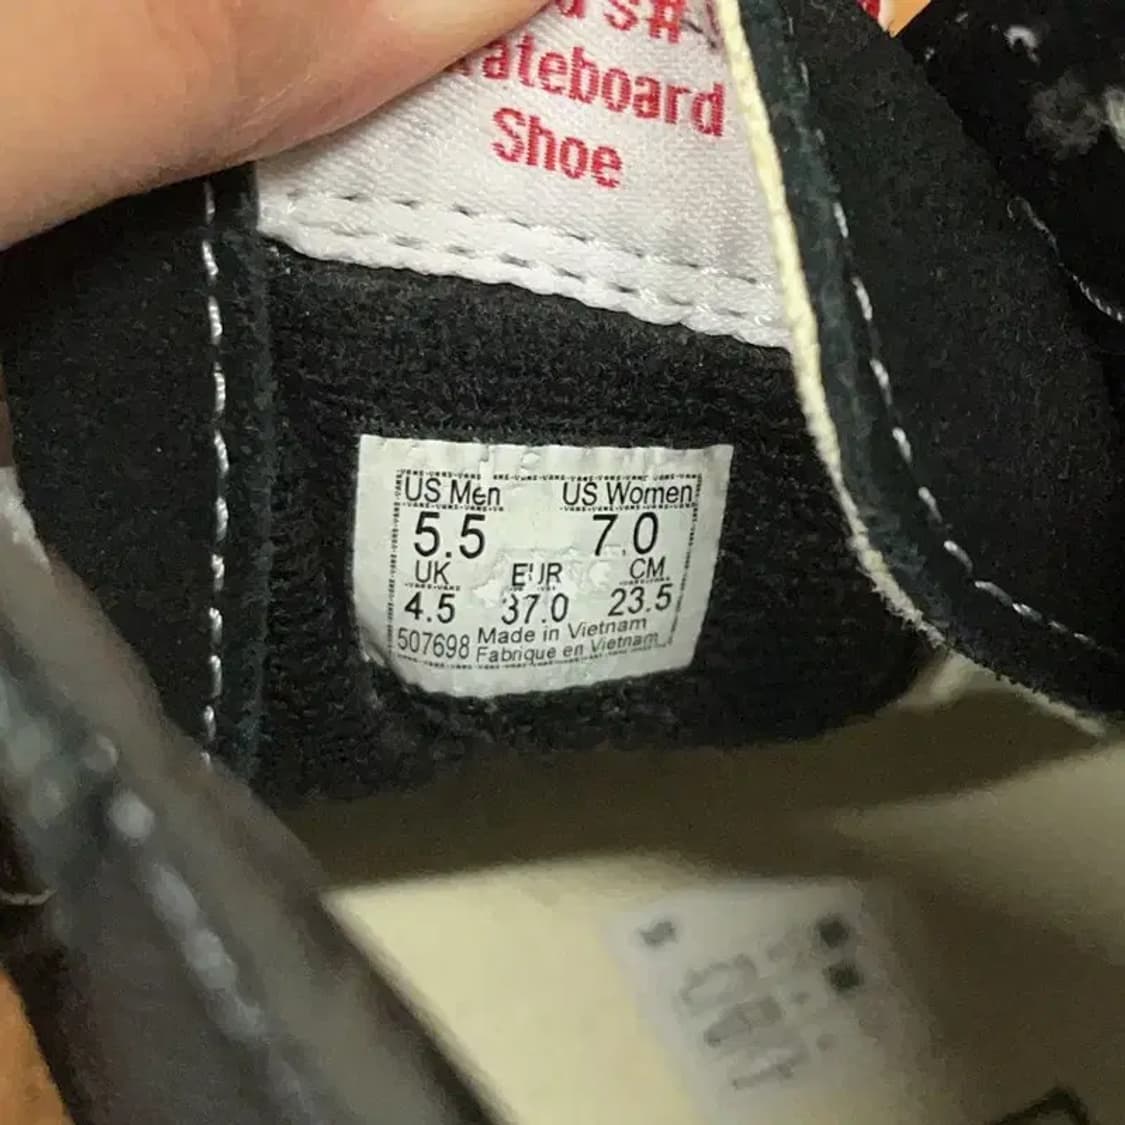 Skateboard
Shoe
US Men US Women
5.5 7.0
UK EUR CM
4.5 37.0 23.5
507698 Made in Vietnam
Fabrique en Vietnam